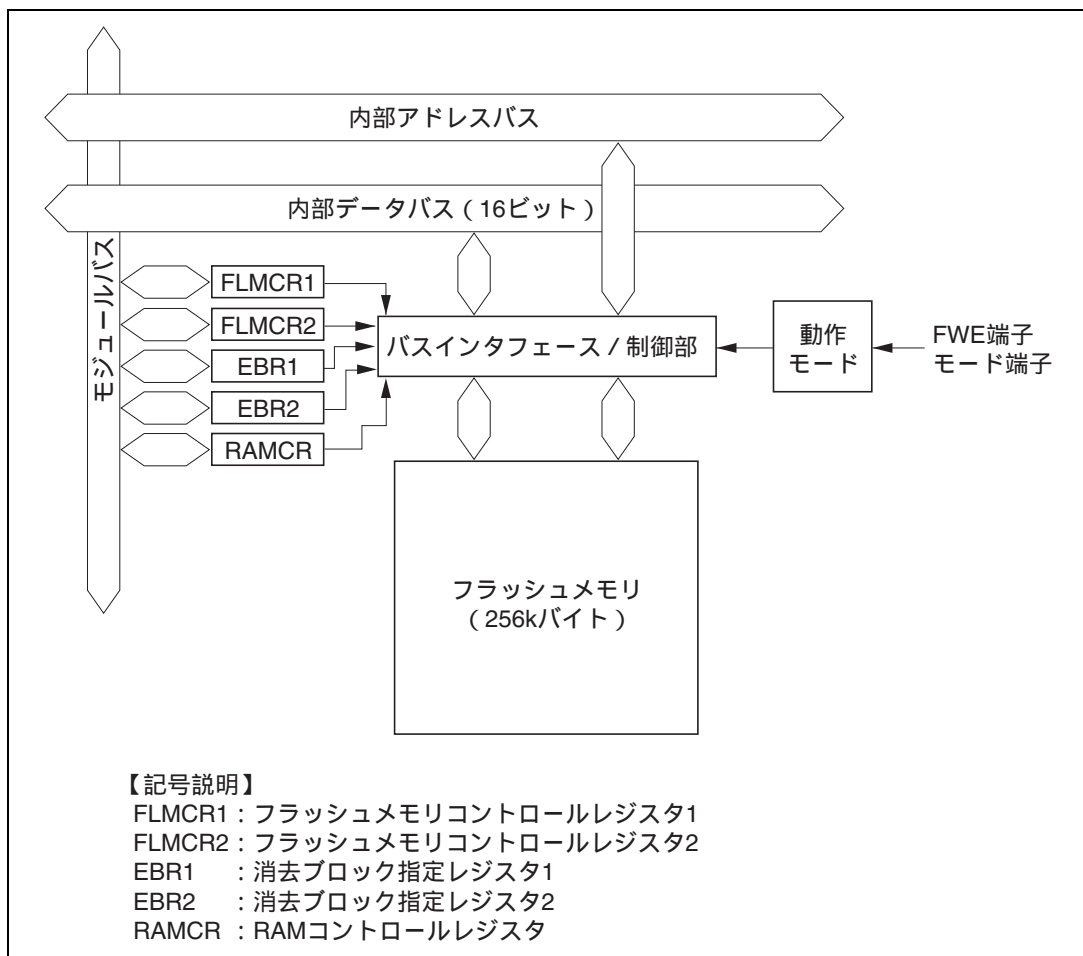 内部アドレスバス
内部データバス(16ビット)
モジュールバス
FLMCR1
FLMCR2
EBR1
EBR2
RAMCR
バスインタフェース / 制御部
動作
モード
FWE端子
モード端子
フラッシュメモリ
(256kバイト)
【記号説明】
FLMCR1:フラッシュメモリコントロールレジスタ1
FLMCR2:フラッシュメモリコントロールレジスタ2
EBR1 :消去ブロック指定レジスタ1
EBR2 :消去ブロック指定レジスタ2
RAMCR :RAMコントロールレジスタ